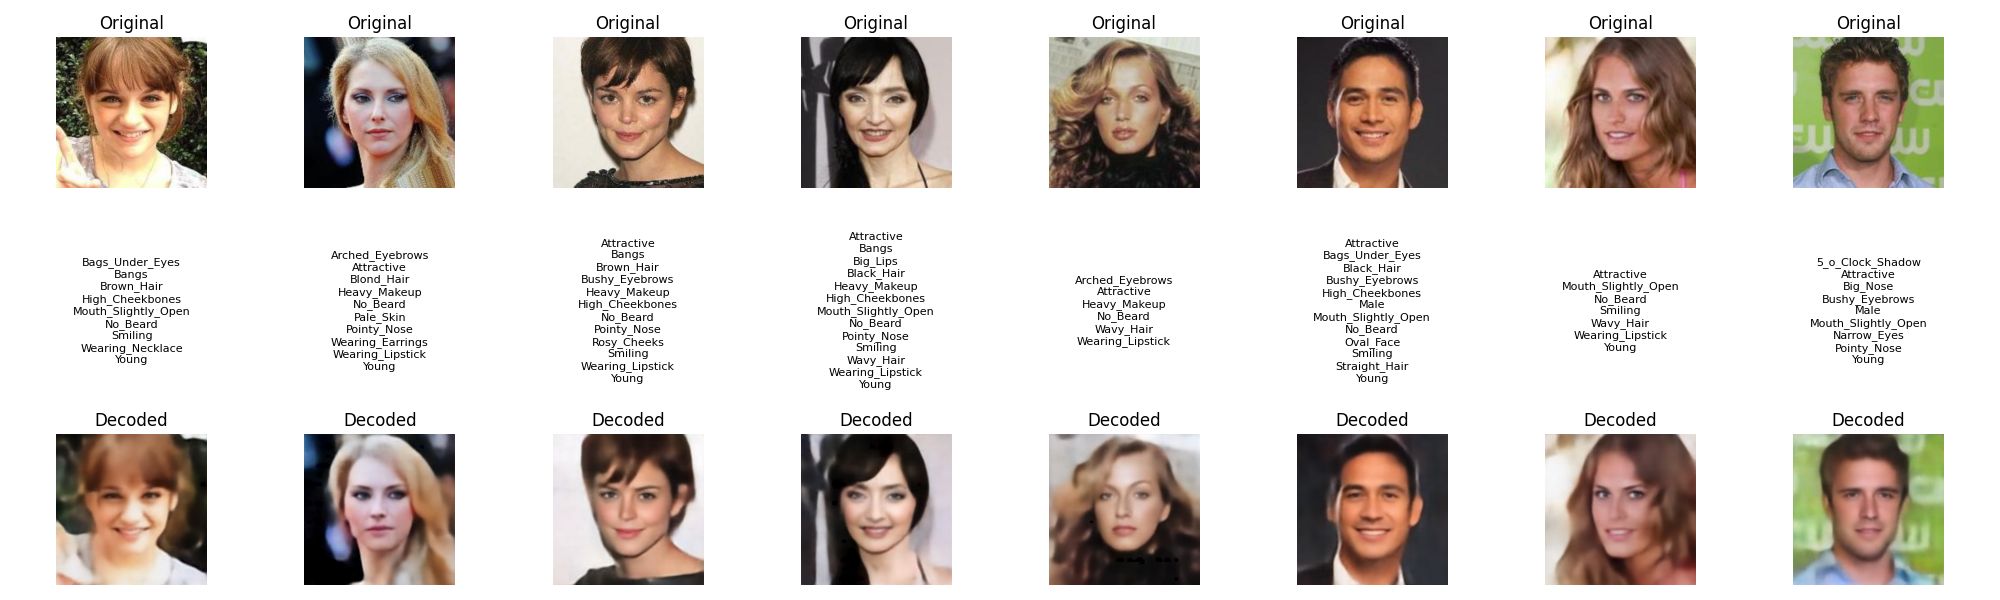 Original
Original
Original
Original
Original
Original
Original
Original
CW
Bags_Under_Eyes
Bangs
Brown_Hair
High_Cheekbones
Mouth_Slightly_Open
No_Beard
Smiling
Wearing_Necklace
Young
Arched_Eyebrows
Attractive
Blond_Hair
Heavy_Makeup
No_Beard
Pale_Skin
Pointy_Nose
Wearing_Earrings
Wearing_Lipstick
Young
Attractive
Bangs
Brown_Hair
Bushy_Eyebrows
Heavy_Makeup
High_Cheekbones
No_Beard
Pointy_Nose
Rosy_Cheeks
Smiling
Wearing_Lipstick
Young
Attractive
Bangs
Big_Lips
Black_Hair
Heavy_Makeup
High_Cheekbones
Mouth_Slightly_Open
No_Beard
Pointy_Nose
Smiling
Wavy_Hair
Wearing_Lipstick
Young
Arched_Eyebrows
Attractive
Heavy_Makeup
No_Beard
Wavy_Hair
Wearing_Lipstick
Attractive
Bags_Under_Eyes
Black_Hair
Bushy_Eyebrows
High_Cheekbones
Male
Mouth_Slightly_Open
No_Beard
Oval_Face
Smiling
Straight_Hair
Young
Attractive
Mouth_Slightly_Open
No_Beard
Smiling
Wavy_Hair
Wearing_Lipstick
Young
5_o_Clock_Shadow
Attractive
Big_Nose
Bushy_Eyebrows
Male
Mouth_Slightly_Open
Narrow_Eyes
Pointy_Nose
Young
Decoded
Decoded
Decoded
Decoded
Decoded
Decoded
Decoded
Decoded